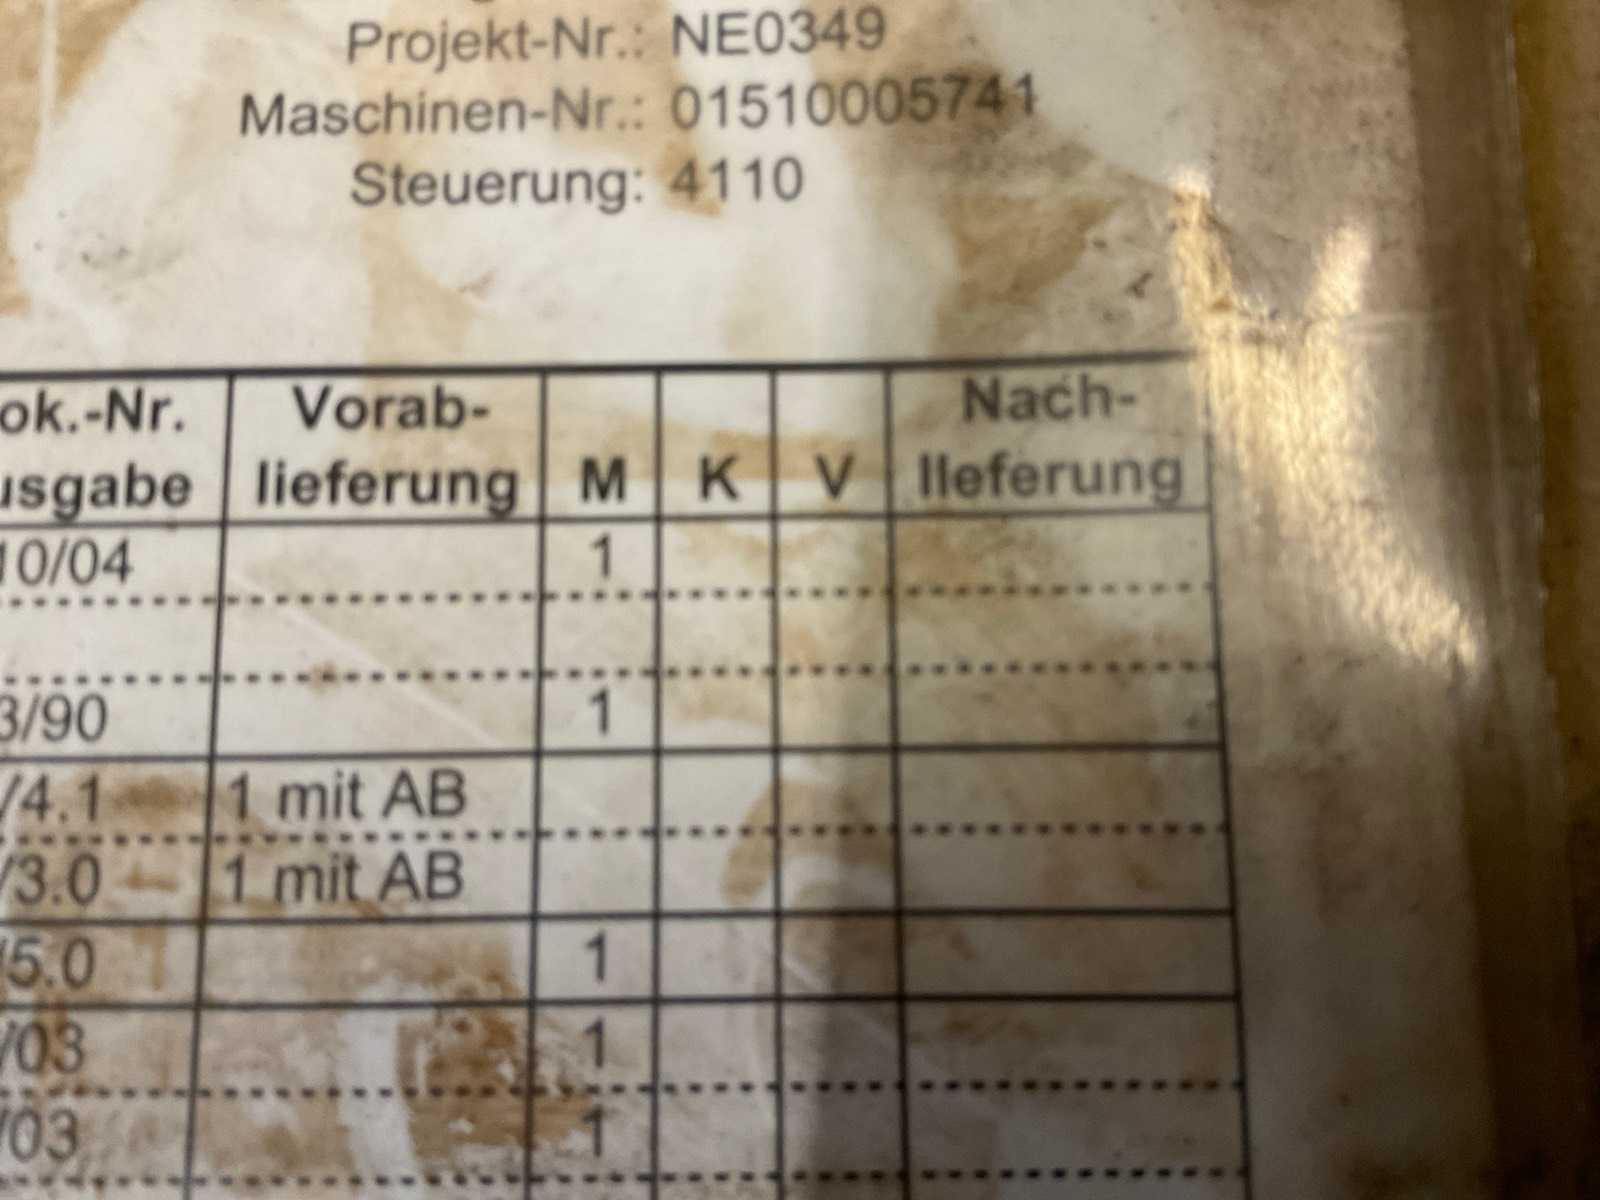 Projekt-Nr.: NE0349
Maschinen-Nr.: 01510005741
Steuerung: 4110
ok.-Nr. Vorab- Nach-
usgabe lieferung M K V lieferung
10/04 1
3/90 1
/4.1 1 mit AB
/3.0 1 mit AB
/5.0 1
/03 1
/03 1